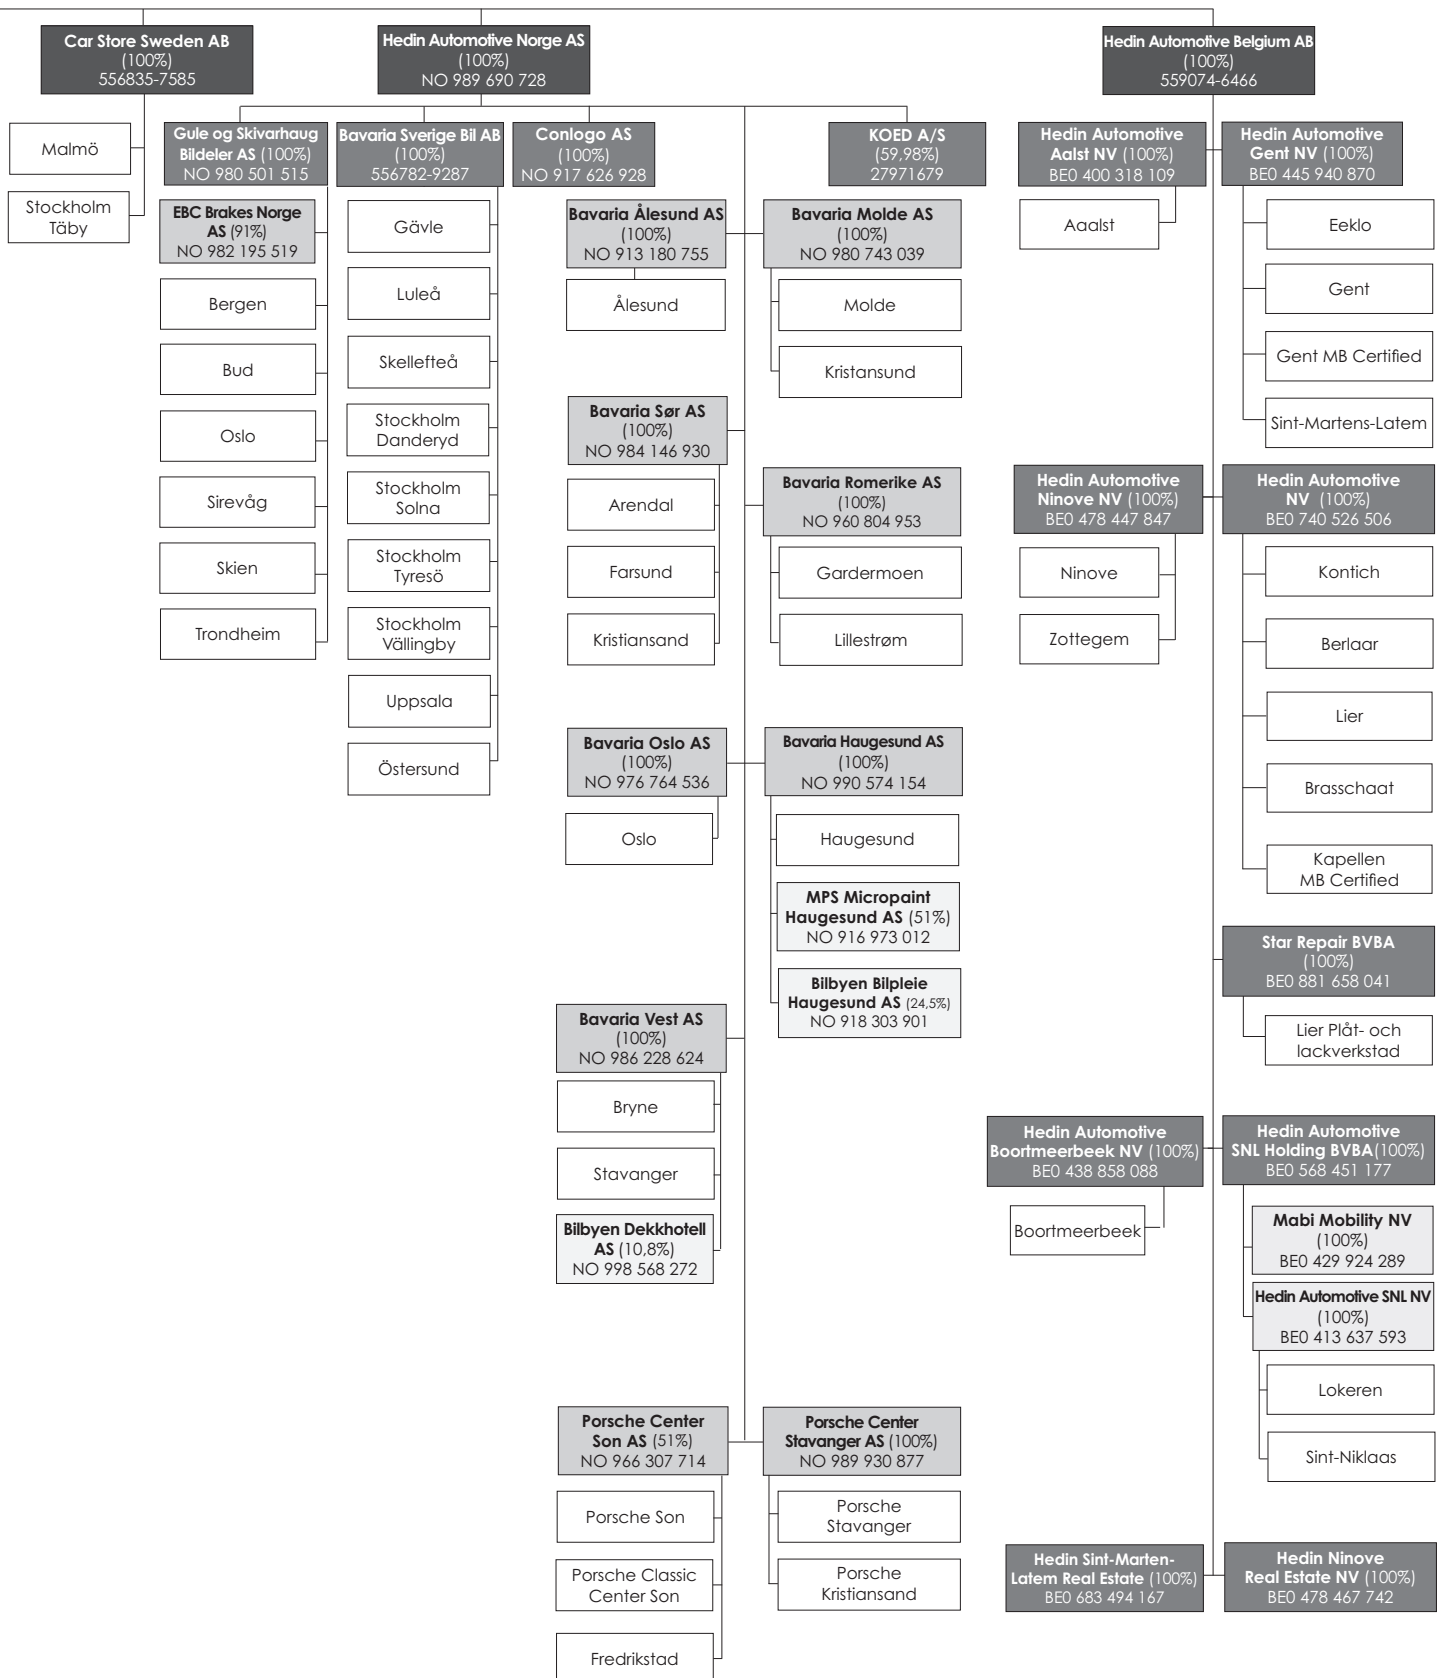 Car Store Sweden AB
(100%)
556835-7585
Malmö
Stockholm
Täby
Hedin Automotive Norge AS
(100%)
NO 989 690 728
Gule og Skivarhaug
Bildeler AS (100%)
NO 980 501 515
EBC Brakes Norge
AS (91%)
NO 982 195 519
Bergen
Bud
Oslo
Sirevåg
Skien
Trondheim
Bavaria Sverige Bil AB
(100%)
556782-9287
Gävle
Luleå
Skellefteå
Stockholm
Danderyd
Stockholm
Solna
Stockholm
Tyresö
Stockholm
Vällingby
Uppsala
Östersund
Conlogo AS
(100%)
NO 917 626 928
KOED A/S
(59,98%)
27971679
Bavaria Ålesund AS
(100%)
NO 913 180 755
Ålesund
Bavaria Molde AS
(100%)
NO 980 743 039
Molde
Kristansund
Bavaria Sør AS
(100%)
NO 984 146 930
Arendal
Farsund
Kristiansand
Bavaria Romerike AS
(100%)
NO 960 804 953
Gardermoen
Lillestrøm
Bavaria Oslo AS
(100%)
NO 976 764 536
Oslo
Bavaria Haugesund AS
(100%)
NO 990 574 154
Haugesund
MPS Micropaint
Haugesund AS (51%)
NO 916 973 012
Bilbyen Bilpleie
Haugesund AS (24,5%)
NO 918 303 901
Bavaria Vest AS
(100%)
NO 986 228 624
Bryne
Stavanger
Bilbyen Dekkhotell
AS (10,8%)
NO 998 568 272
Porsche Center
Son AS (51%)
NO 966 307 714
Porsche Son
Porsche Classic
Center Son
Fredrikstad
Porsche Center
Stavanger AS (100%)
NO 989 930 877
Porsche
Stavanger
Porsche
Kristiansand
Hedin Automotive Belgium AB
(100%)
559074-6466
Hedin Automotive
Aalst NV (100%)
BE0 400 318 109
Aaalst
Hedin Automotive
Gent NV (100%)
BE0 445 940 870
Eeklo
Gent
Gent MB Certified
Sint-Martens-Latem
Hedin Automotive
Ninove NV (100%)
BE0 478 447 847
Ninove
Zottegem
Hedin Automotive
NV (100%)
BE0 740 526 506
Kontich
Berlaar
Lier
Brasschaat
Kapellen
MB Certified
Star Repair BVBA
(100%)
BE0 881 658 041
Lier Plåt- och
lackverkstad
Hedin Automotive
Boortmeerbeek NV (100%)
BE0 438 858 088
Boortmeerbeek
Hedin Automotive
SNL Holding BVBA(100%)
BE0 568 451 177
Mabi Mobility NV
(100%)
BE0 429 924 289
Hedin Automotive SNL NV
(100%)
BE0 413 637 593
Lokeren
Sint-Niklaas
Hedin Sint-Marten-
Latem Real Estate (100%)
BE0 683 494 167
Hedin Ninove
Real Estate NV (100%)
BE0 478 467 742